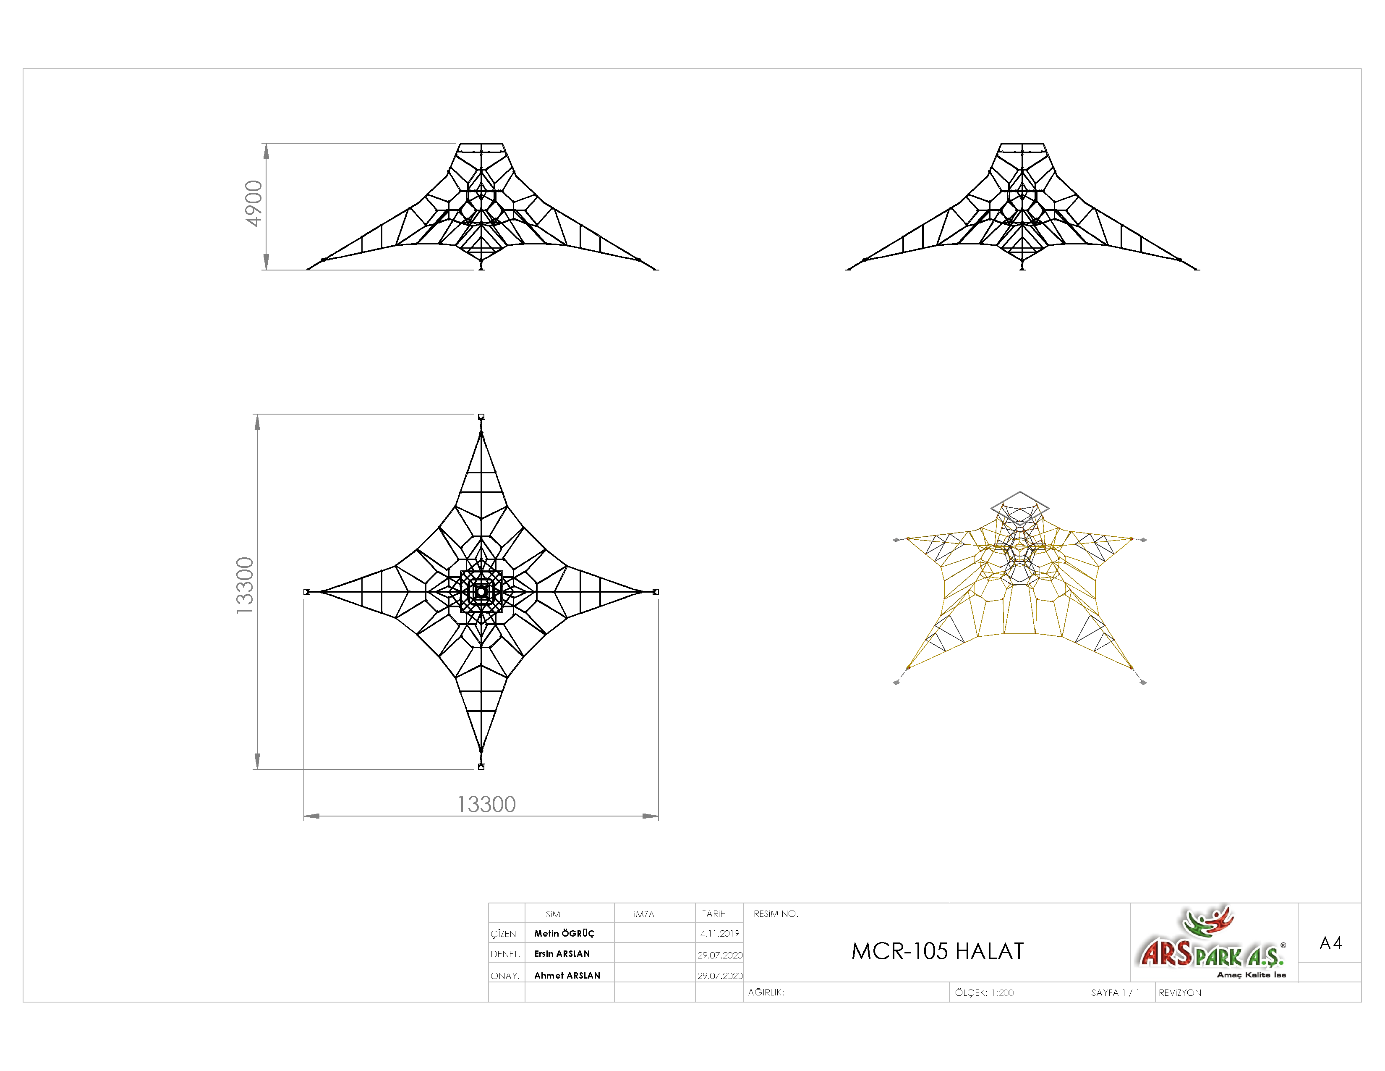 4900
13300
13300
İSİM
İMZA
TARİH
RESİM NO.
ÇİZEN
Metin ÖGRÜÇ
4.11.2019
DENET.
Ersin ARSLAN
29.07.2020
ONAY.
Ahmet ARSLAN
29.07.2020
MCR-105 HALAT
ARSPARK A.Ş.®
Amaç Kalite İse
A4
AĞIRLIK:
ÖLÇEK: 1:200
SAYFA 1 / 1
REVİZYON